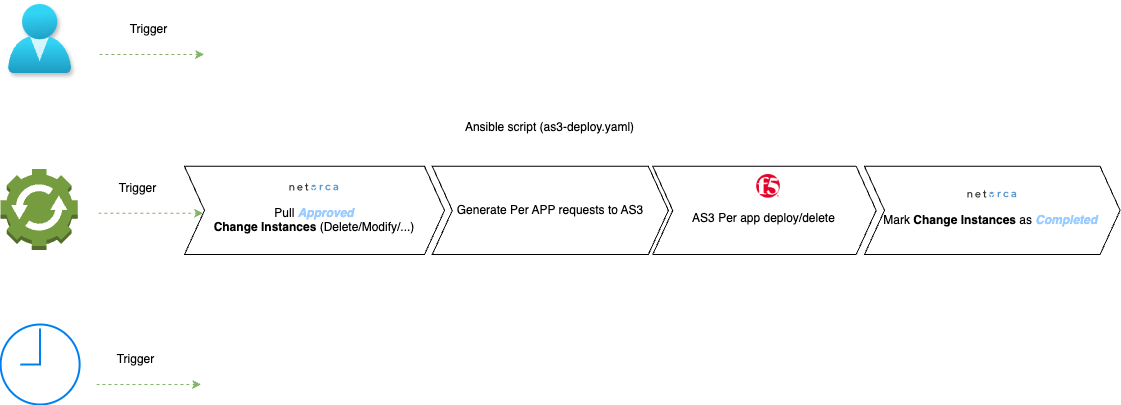 Trigger
Ansible script (as3-deploy.yaml)
Trigger
netorca
Pull Approved
Change Instances (Delete/Modify/...)
Generate Per APP requests to AS3
f5
AS3 Per app deploy/delete
netorca
Mark Change Instances as Completed
Trigger